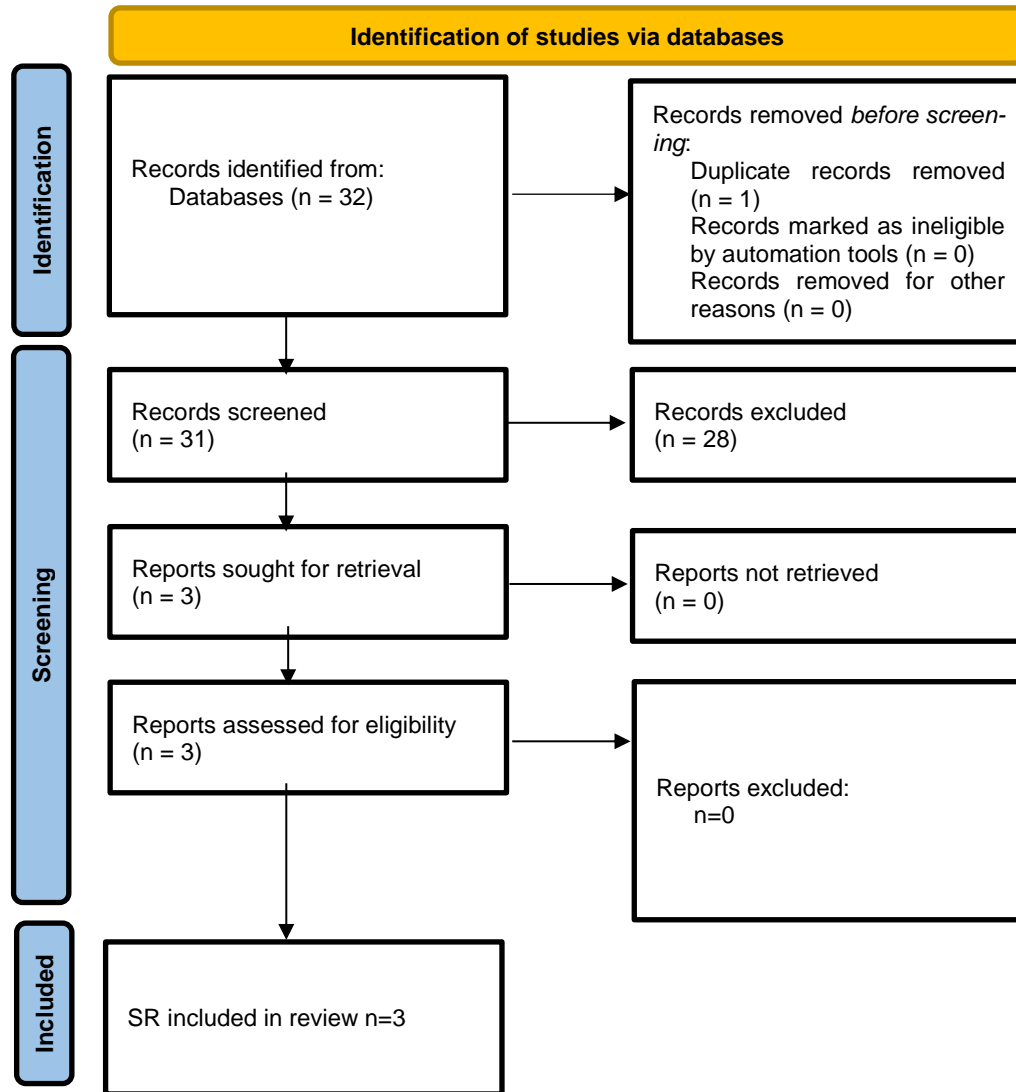 Identification of studies via databases
Identification
Records identified from:
Databases (n = 32)
Records removed before screen-
ing:
Duplicate records removed
(n = 1)
Records marked as ineligible
by automation tools (n = 0)
Records removed for other
reasons (n = 0)
Screening
Records screened
(n = 31)
Records excluded
(n = 28)
Reports sought for retrieval
(n = 3)
Reports not retrieved
(n = 0)
Reports assessed for eligibility
(n = 3)
Reports excluded:
n=0
Included
SR included in review n=3